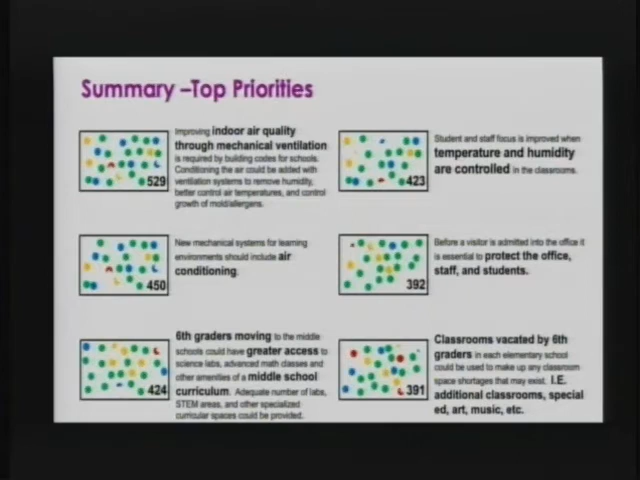 Summary –Top Priorities
529
Improving indoor air quality
through mechanical ventilation
is required by building codes for schools.
Conditioning the air could be added with
ventilation systems to remove humidity,
better control air temperatures, and control
growth of mold/allergens.
450
New mechanical systems for learning
environments should include air
conditioning.
424
6th graders moving to the middle
schools could have greater access to
science labs, advanced math classes and
other amenities of a middle school
curriculum. Adequate number of labs,
STEM areas, and other specialized
curricular spaces could be provided.
423
Student and staff focus is improved when
temperature and humidity
are controlled in the classrooms.
392
Before a visitor is admitted into the office it
is essential to protect the office,
staff, and students.
391
Classrooms vacated by 6th
graders in each elementary school
could be used to make up any classroom
space shortages that may exist. I.E.
additional classrooms, special
ed, art, music, etc.